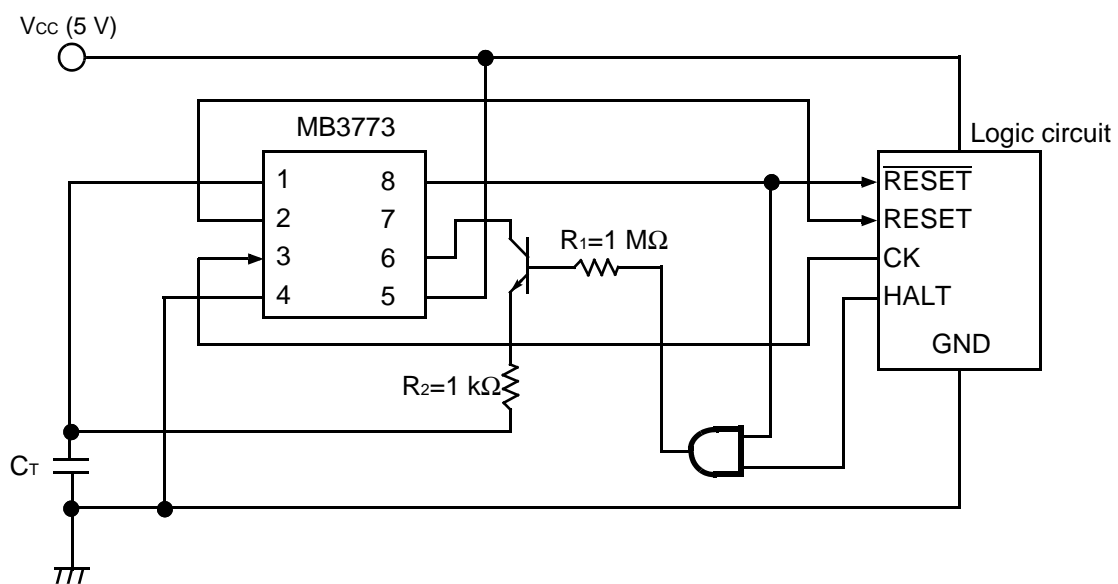 VCC (5 V)
MB3773
Logic circuit
1 8 RESET
2 7 RESET
R1=1 MΩ
3 6 CK
4 5 HALT
GND
R2=1 kΩ
CT